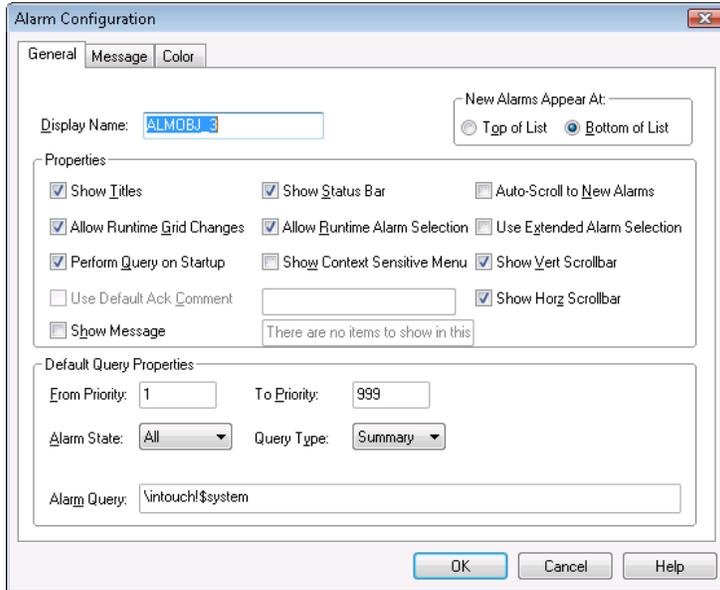 Alarm Configuration
General Message Color
New Alarms Appear At:
Display Name: ALMOBJ_3 Top of List Bottom of List
Properties
Show Titles Show Status Bar Auto-Scroll to New Alarms
Allow Runtime Grid Changes Allow Runtime Alarm Selection Use Extended Alarm Selection
Perform Query on Startup Show Context Sensitive Menu Show Vert Scrollbar
Use Default Ack Comment Show Horz Scrollbar
Show Message There are no items to show in this
Default Query Properties
From Priority: 1 To Priority: 999
Alarm State: All Query Type: Summary
Alarm Query: \intouch!$system
OK Cancel Help